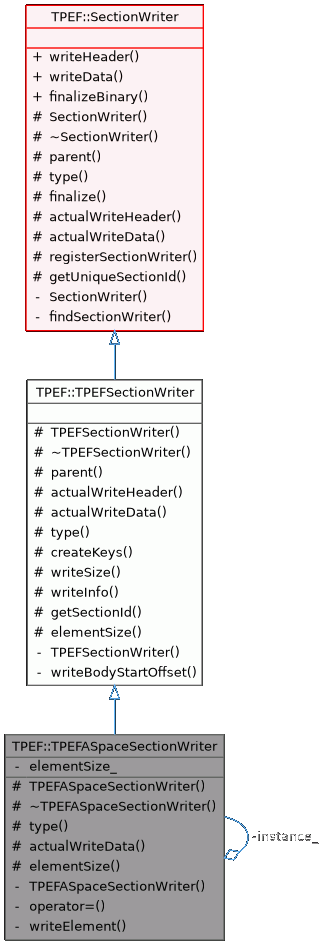 TPEF::SectionWriter
+ writeHeader()
+ writeData()
+ finalizeBinary()
# SectionWriter()
# ~SectionWriter()
# parent()
# type()
# finalize()
# actualWriteHeader()
# actualWriteData()
# registerSectionWriter()
# getUniqueSectionId()
- SectionWriter()
- findSectionWriter()
TPEF::TPEFSectionWriter
# TPEFSectionWriter()
# ~TPEFSectionWriter()
# parent()
# actualWriteHeader()
# actualWriteData()
# type()
# createKeys()
# writeSize()
# writeInfo()
# getSectionId()
# elementSize()
- TPEFSectionWriter()
- writeBodyStartOffset()
TPEF::TPEFASpaceSectionWriter
- elementSize_
# TPEFASpaceSectionWriter()
# ~TPEFASpaceSectionWriter()
# type()
# actualWriteData()
# elementSize()
- TPEFASpaceSectionWriter()
- operator=()
- writeElement()
-instance_